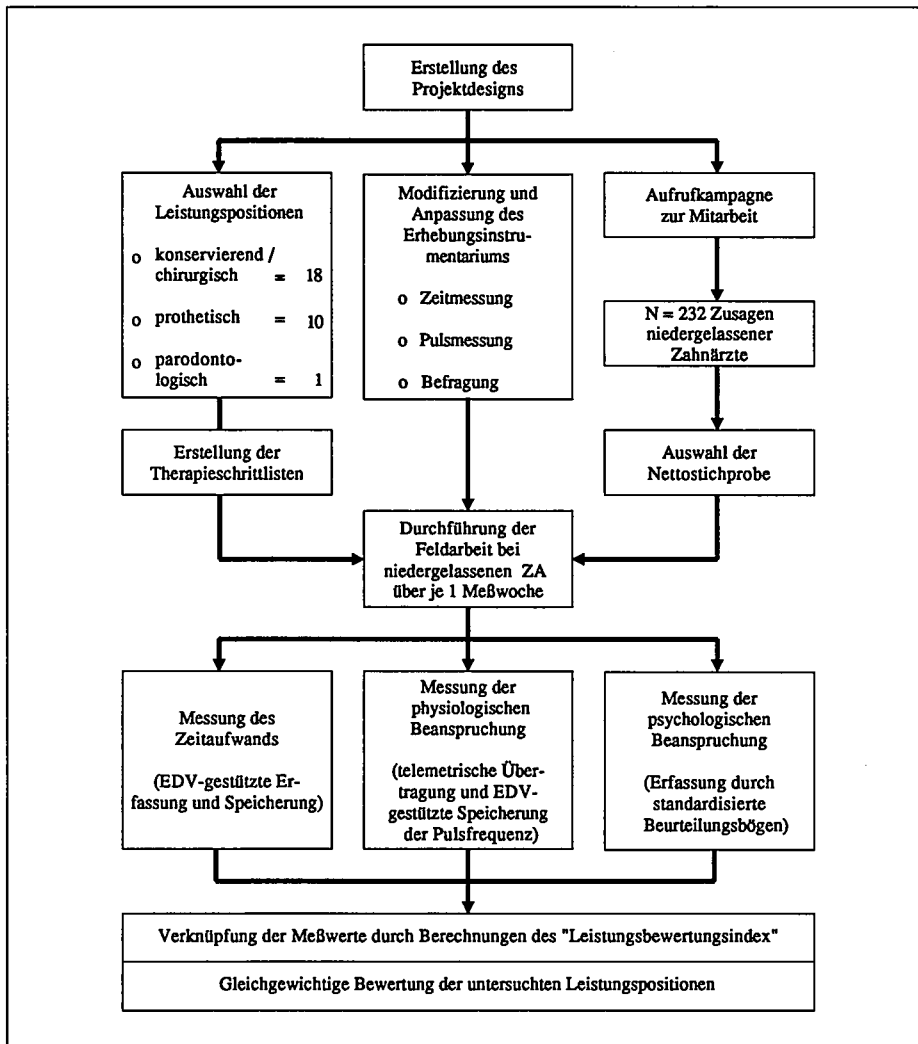 Erstellung des
Projektdesigns
Auswahl der
Leistungspositionen
o konservierend /
chirurgisch = 18
o prothetisch = 10
o parodonto-
logisch = 1
Modifizierung und
Anpassung des
Erhebungsinstru-
mentariums
o Zeitmessung
o Pulsmessung
o Befragung
Aufrufkampagne
zur Mitarbeit
N = 232 Zusagen
niedergelassener
Zahnärzte
Erstellung der
Therapieschrittlisten
Auswahl der
Nettostichprobe
Durchführung der
Feldarbeit bei
niedergelassenen ZA
über je 1 Meßwoche
Messung des
Zeitaufwands
(EDV-gestützte Er-
fassung und Speicherung)
Messung der
physiologischen
Beanspruchung
(telemetrische Über-
tragung und EDV-
gestützte Speicherung
der Pulsfrequenz)
Messung der
psychologischen
Beanspruchung
(Erfassung durch
standardisierte
Beurteilungsbögen)
Verknüpfung der Meßwerte durch Berechnungen des "Leistungsbewertungsindex"
Gleichgewichtige Bewertung der untersuchten Leistungspositionen